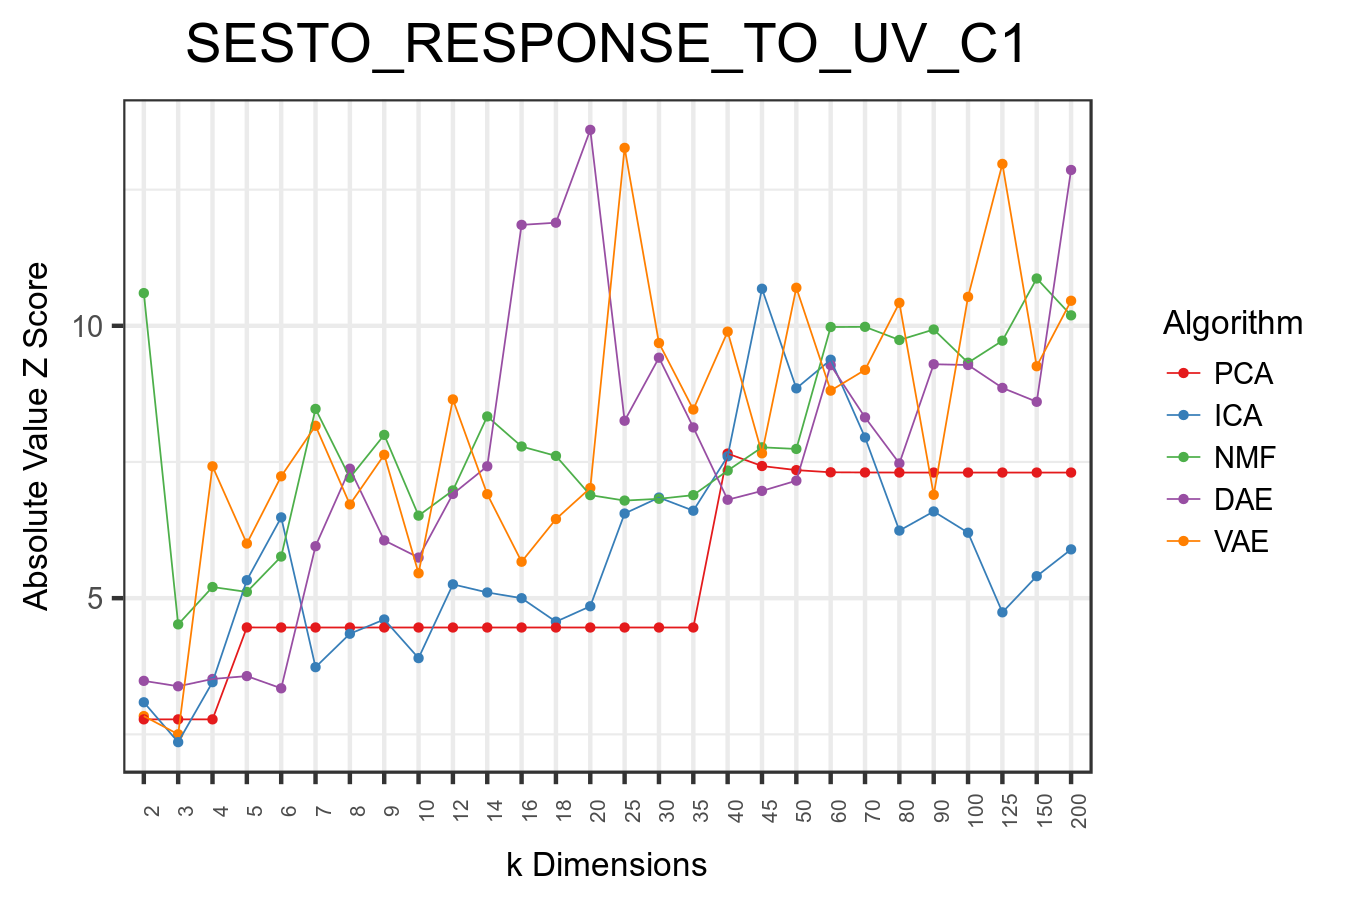 SESTO_RESPONSE_TO_UV_C1
Absolute Value Z Score
10
5
2 3 4 5 6 7 8 9 10 12 14 16 18 20 25 30 35 40 45 50 60 70 80 90 100 125 150 200
k Dimensions
Algorithm
PCA
ICA
NMF
DAE
VAE